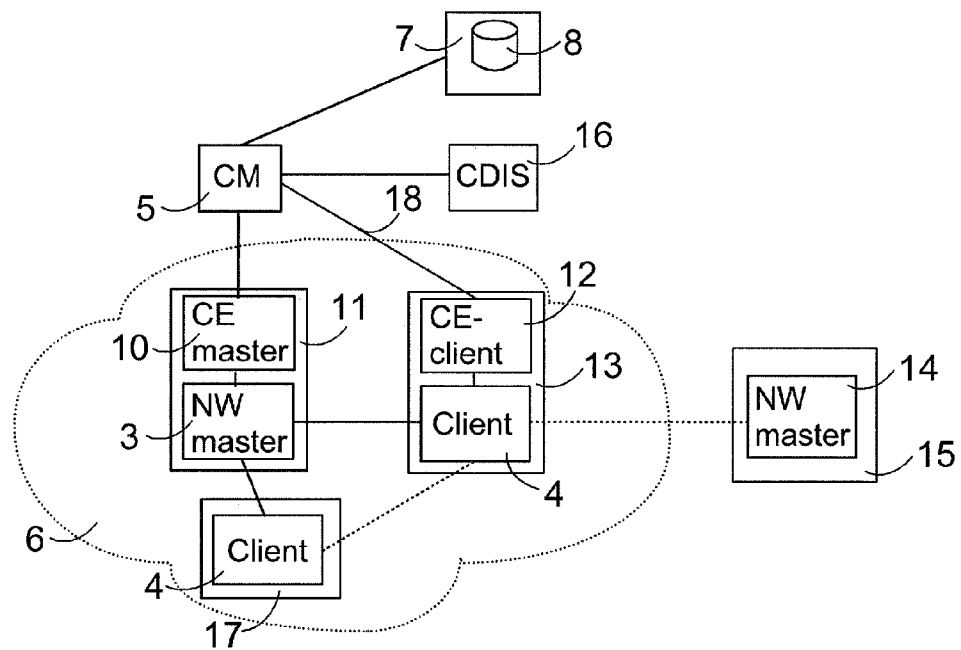 7
8
CM
5
CDIS
16
18
CE
master
10
11
CE-
client
12
13
NW
master
3
Client
4
NW
master
14
15
6
Client
4
17